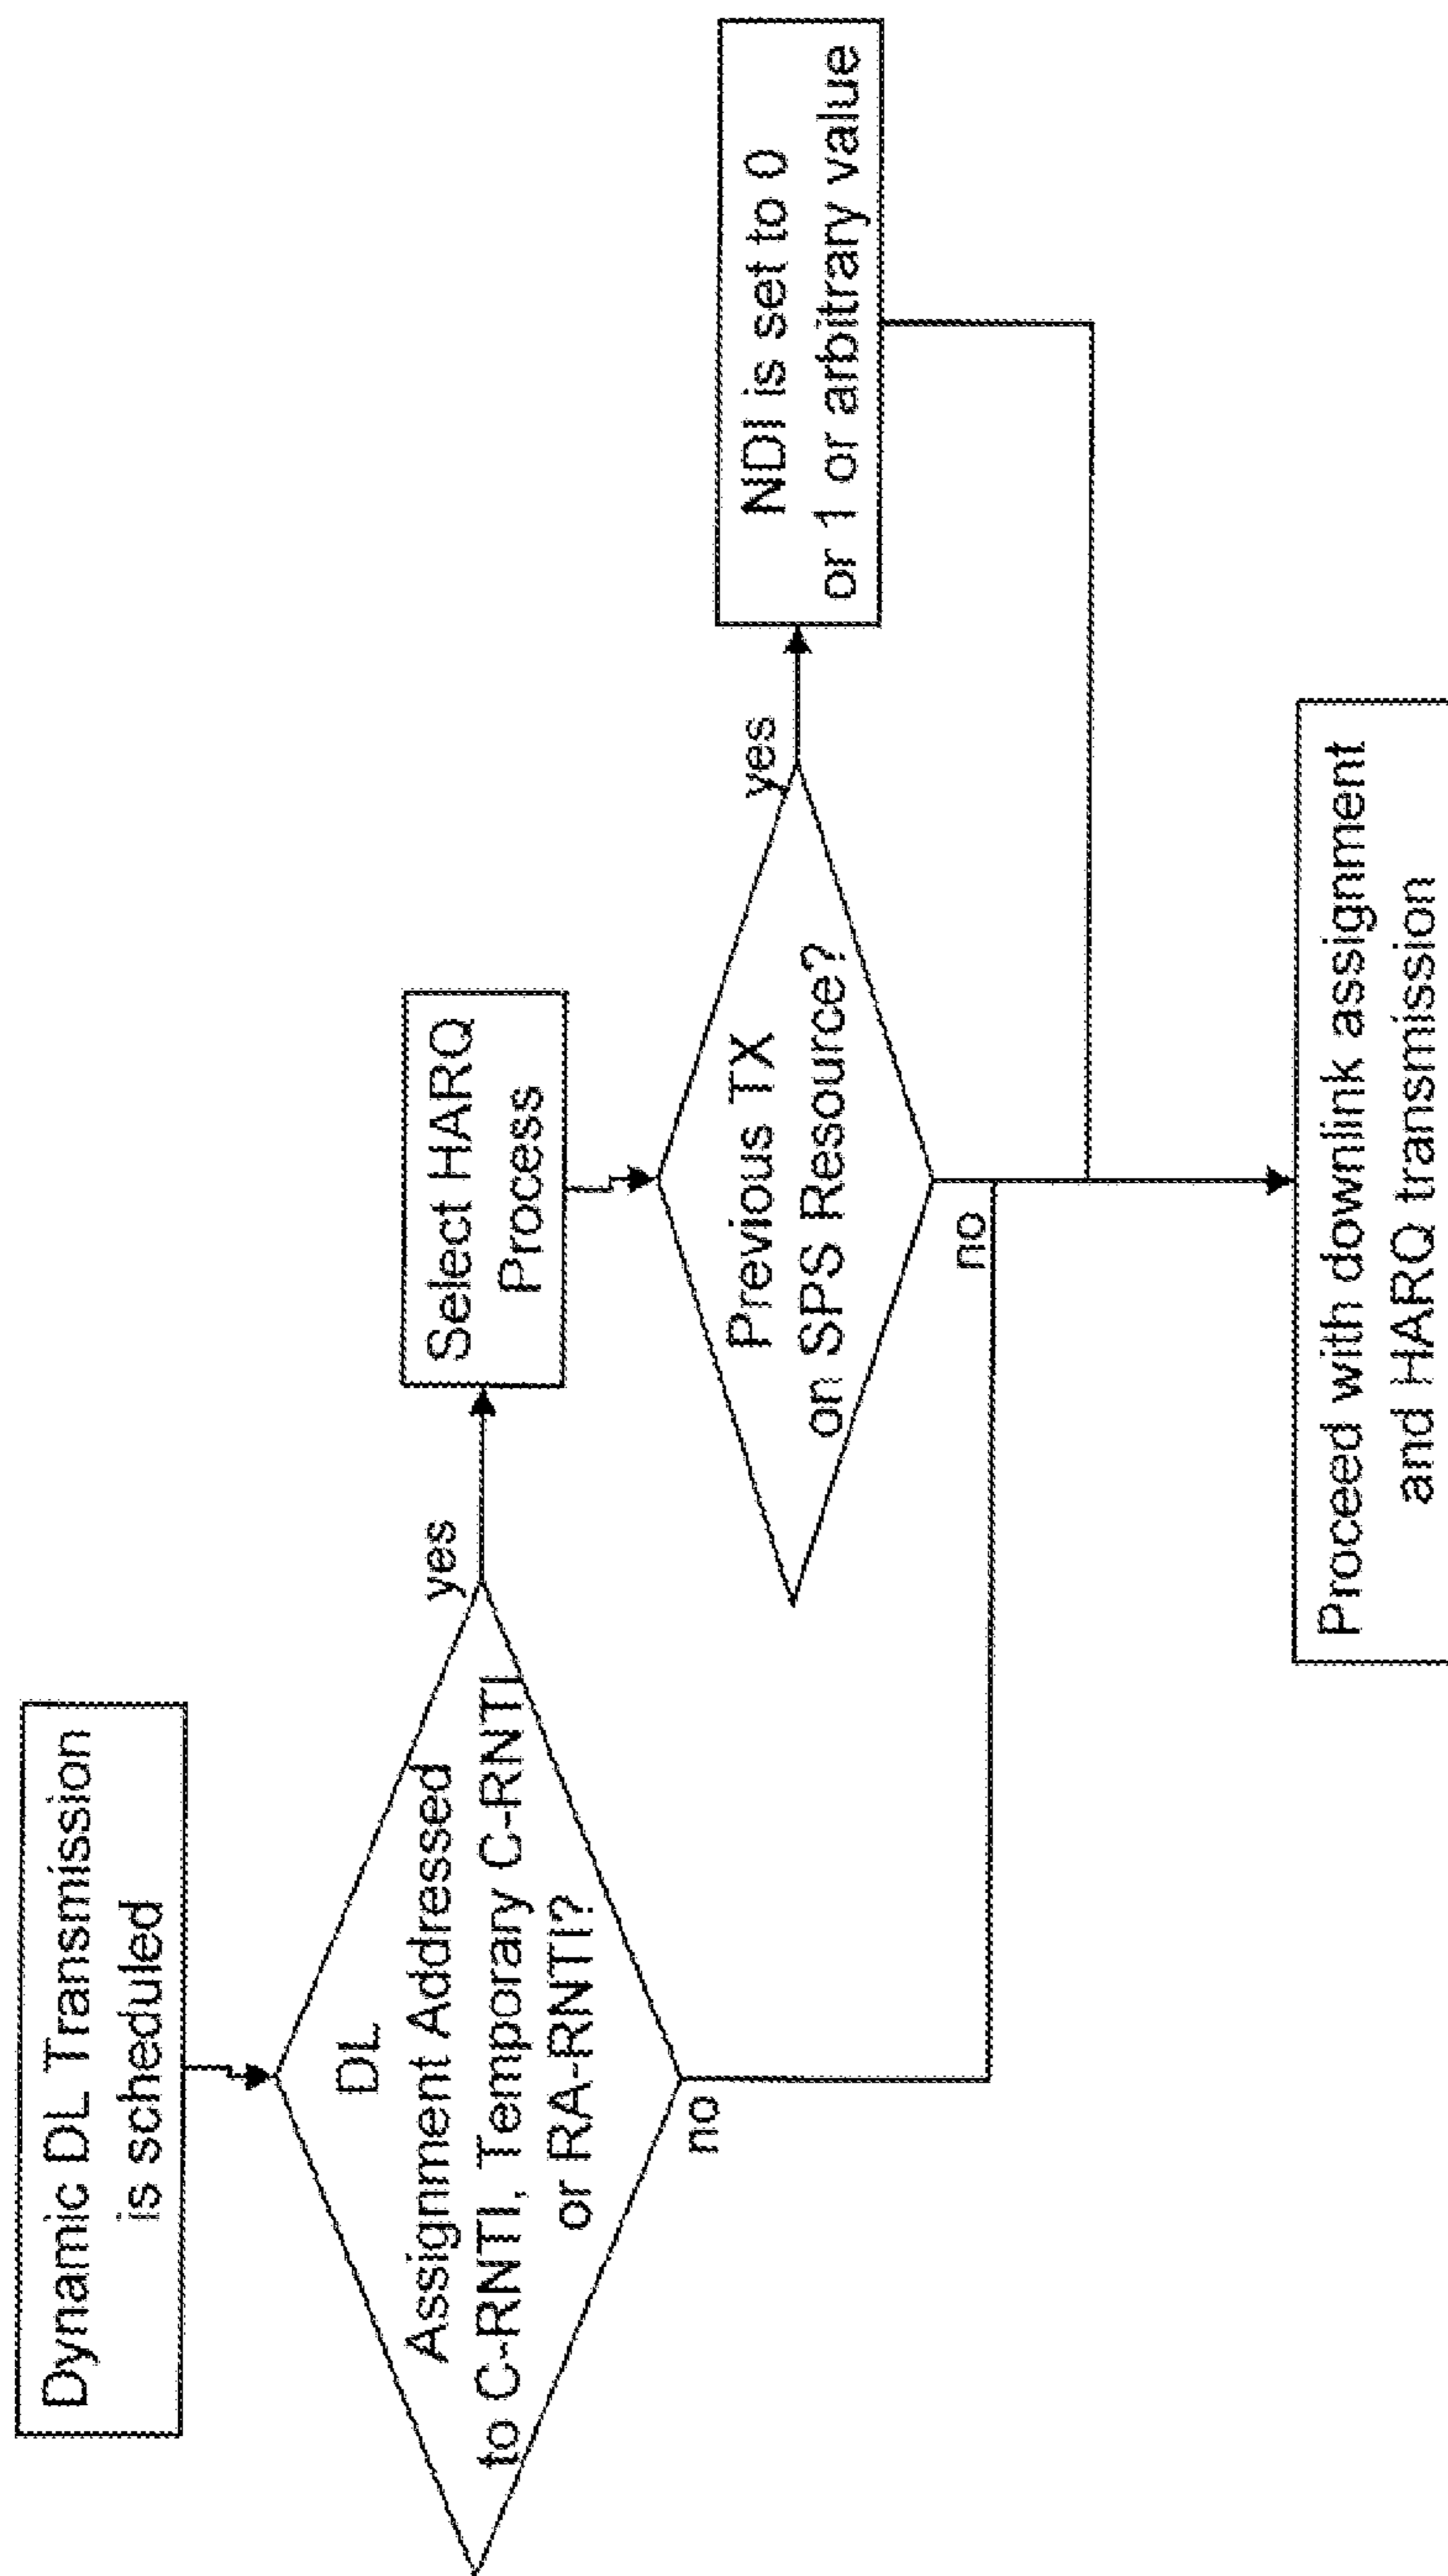 Dynamic DL Transmission
is scheduled
DL
Assignment Addressed
to C-RNTI, Temporary C-RNTI
or RA-RNTI?
yes
no
Select HARQ
Process
Previous TX
on SPS Resource?
yes
no
NDI is set to 0
or 1 or arbitrary value
Proceed with downlink assignment
and HARQ transmission